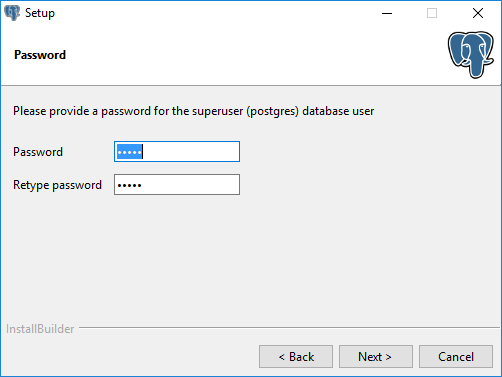 Setup
Password
Please provide a password for the superuser (postgres) database user
Password •••••
Retype password •••••
InstallBuilder
< Back Next > Cancel